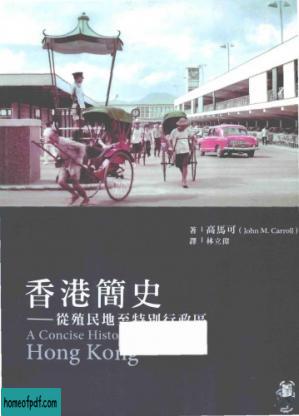 著 高馬可 (John M. Carroll)
譯 林立偉
香港簡史
——從殖民地至特別行政區
A Concise Histo
Hong Kong
homeofpdf.com